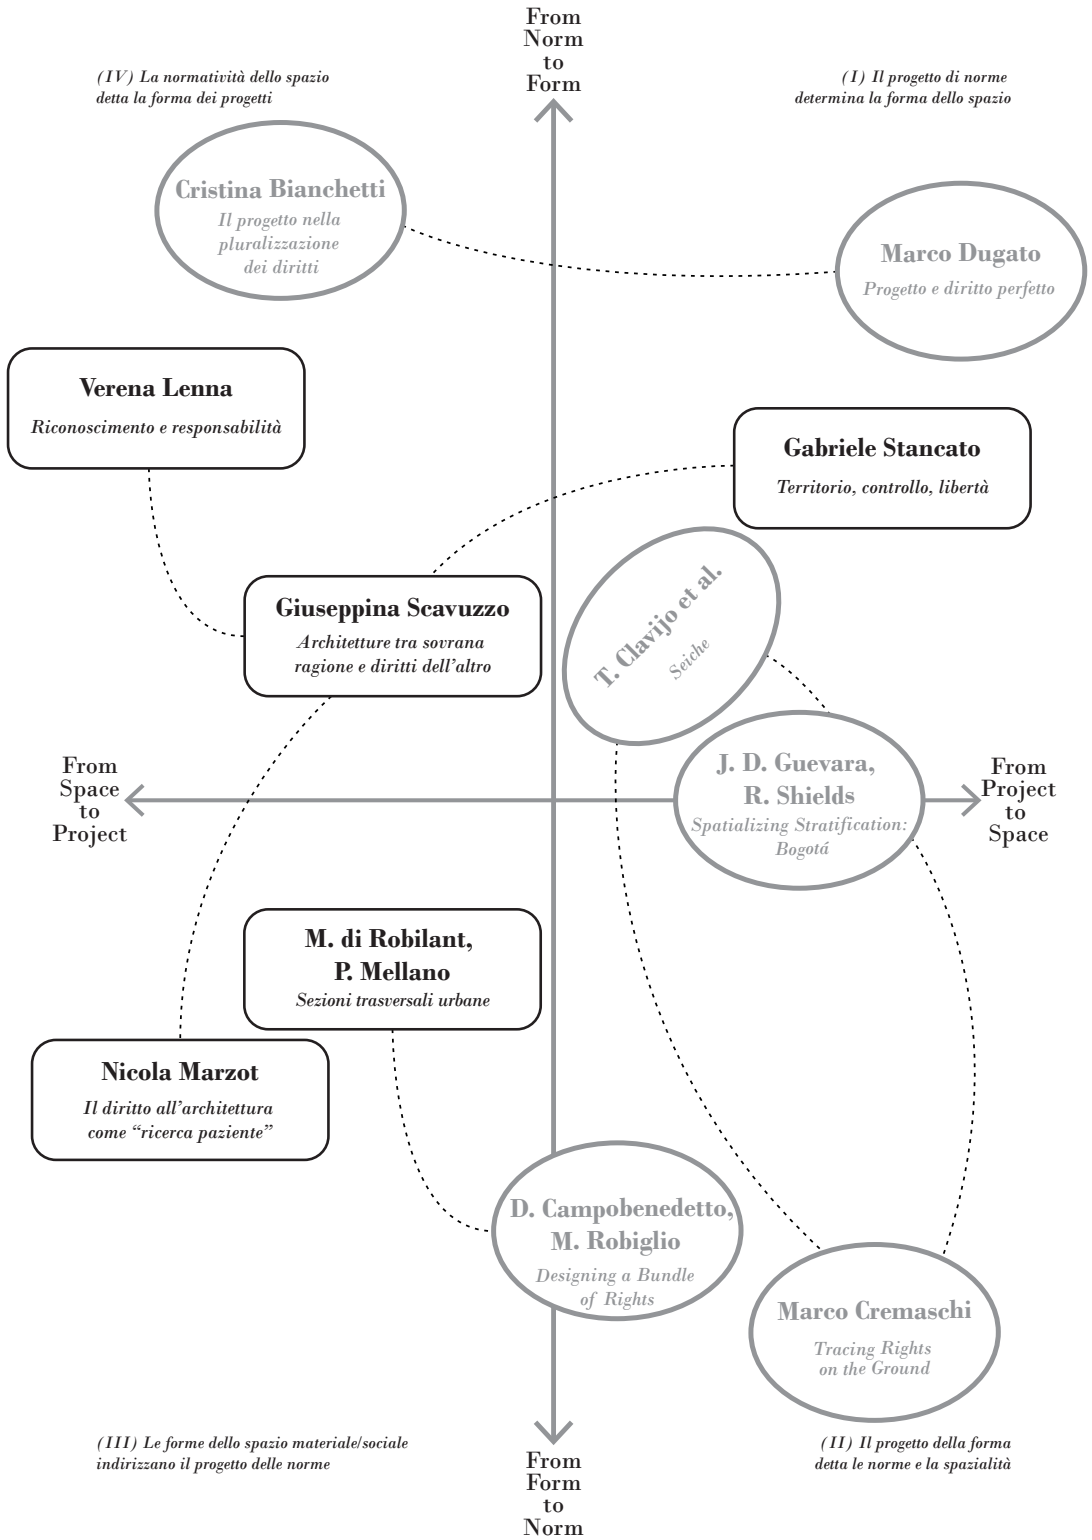 From
Norm
to
Form
(IV) La normatività dello spazio
detta la forma dei progetti
(I) Il progetto di norme
determina la forma dello spazio
Cristina Bianchetti
Il progetto nella
pluralizzazione
dei diritti
Marco Dugato
Progetto e diritto perfetto
Verena Lenna
Riconoscimento e responsabilità
Gabriele Stancato
Territorio, controllo, libertà
T. Clavijo et al.
Seiche
Giuseppina Scavuzzo
Architetture tra sovrana
ragione e diritti dell’altro
J. D. Guevara,
R. Shields
Spatializing Stratification:
Bogotá
From
Space
to
Project
From
Project
to
Space
M. di Robilant,
P. Mellano
Sezioni trasversali urbane
Nicola Marzot
Il diritto all’architettura
come “ricerca paziente”
D. Campobenedetto,
M. Robiglio
Designing a Bundle
of Rights
Marco Cremaschi
Tracing Rights
on the Ground
(III) Le forme dello spazio materiale/sociale
indirizzano il progetto delle norme
(II) Il progetto della forma
detta le norme e la spazialità
From
Form
to
Norm